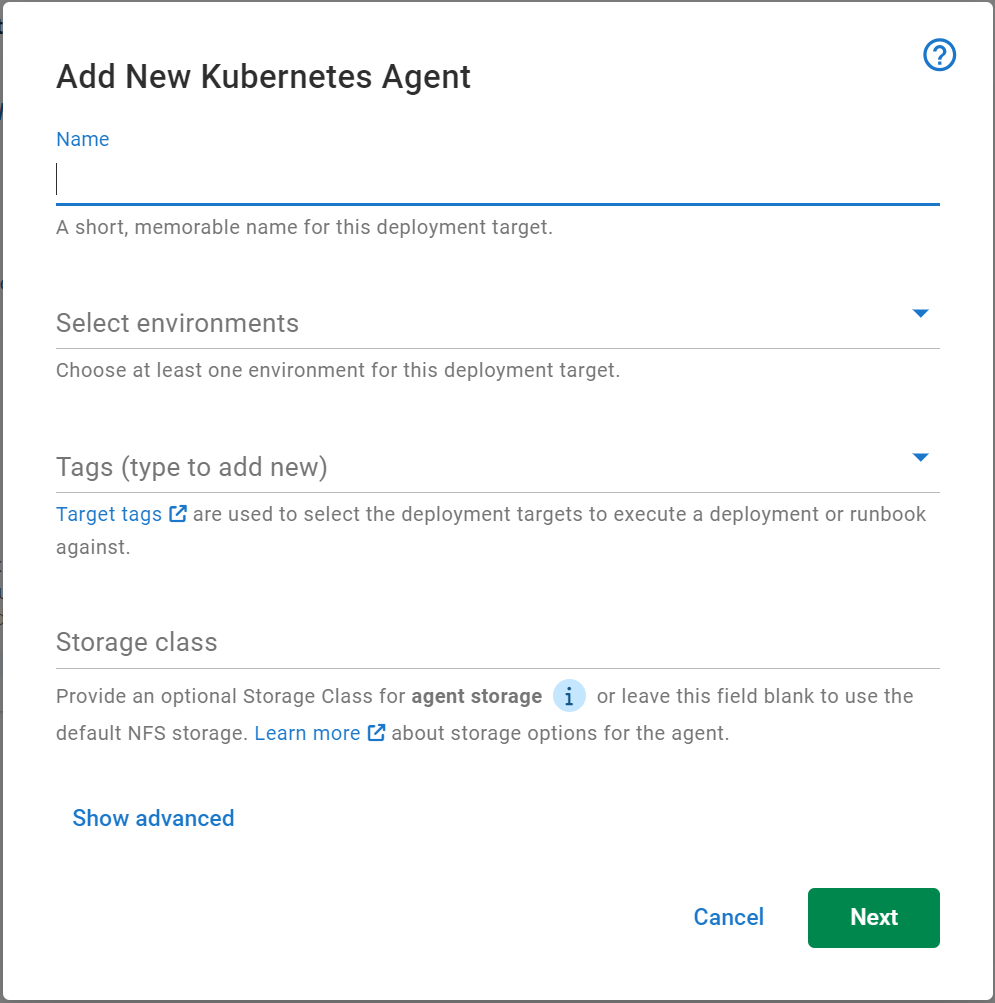 Add New Kubernetes Agent
Name
A short, memorable name for this deployment target.
Select environments
Choose at least one environment for this deployment target.
Tags (type to add new)
Target tags are used to select the deployment targets to execute a deployment or runbook
against.
Storage class
Provide an optional Storage Class for agent storage i or leave this field blank to use the
default NFS storage. Learn more about storage options for the agent.
Show advanced
Cancel
Next